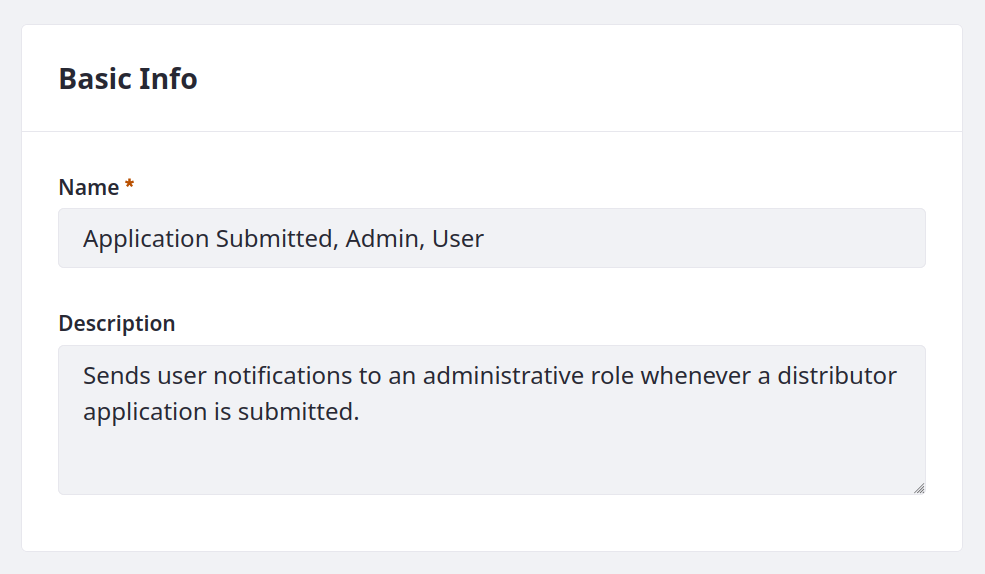 Basic Info
Name *
Application Submitted, Admin, User
Description
Sends user notifications to an administrative role whenever a distributor
application is submitted.